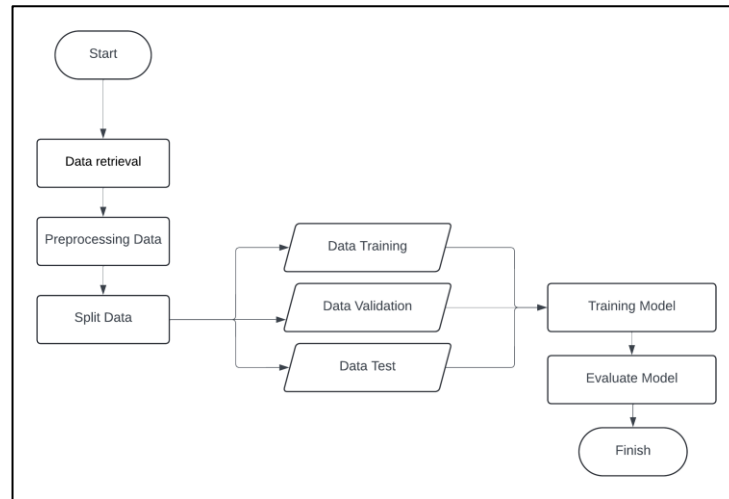 Start
Data retrieval
Preprocessing Data
Split Data
Data Training
Data Validation
Data Test
Training Model
Evaluate Model
Finish